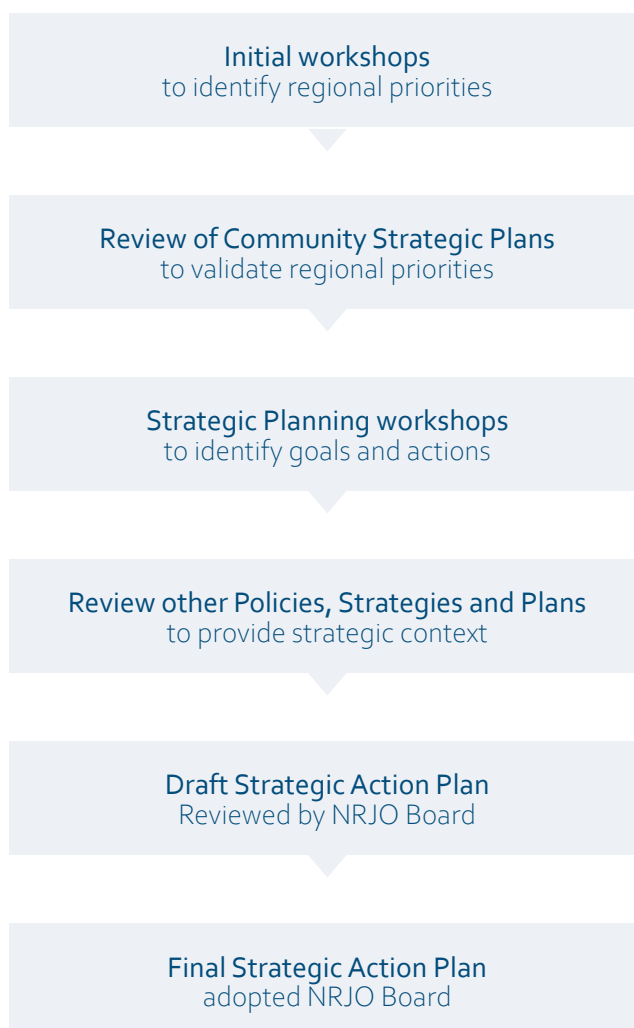 Initial workshops
to identify regional priorities
Review of Community Strategic Plans
to validate regional priorities
Strategic Planning workshops
to identify goals and actions
Review other Policies, Strategies and Plans
to provide strategic context
Draft Strategic Action Plan
Reviewed by NRJO Board
Final Strategic Action Plan
adopted NRJO Board